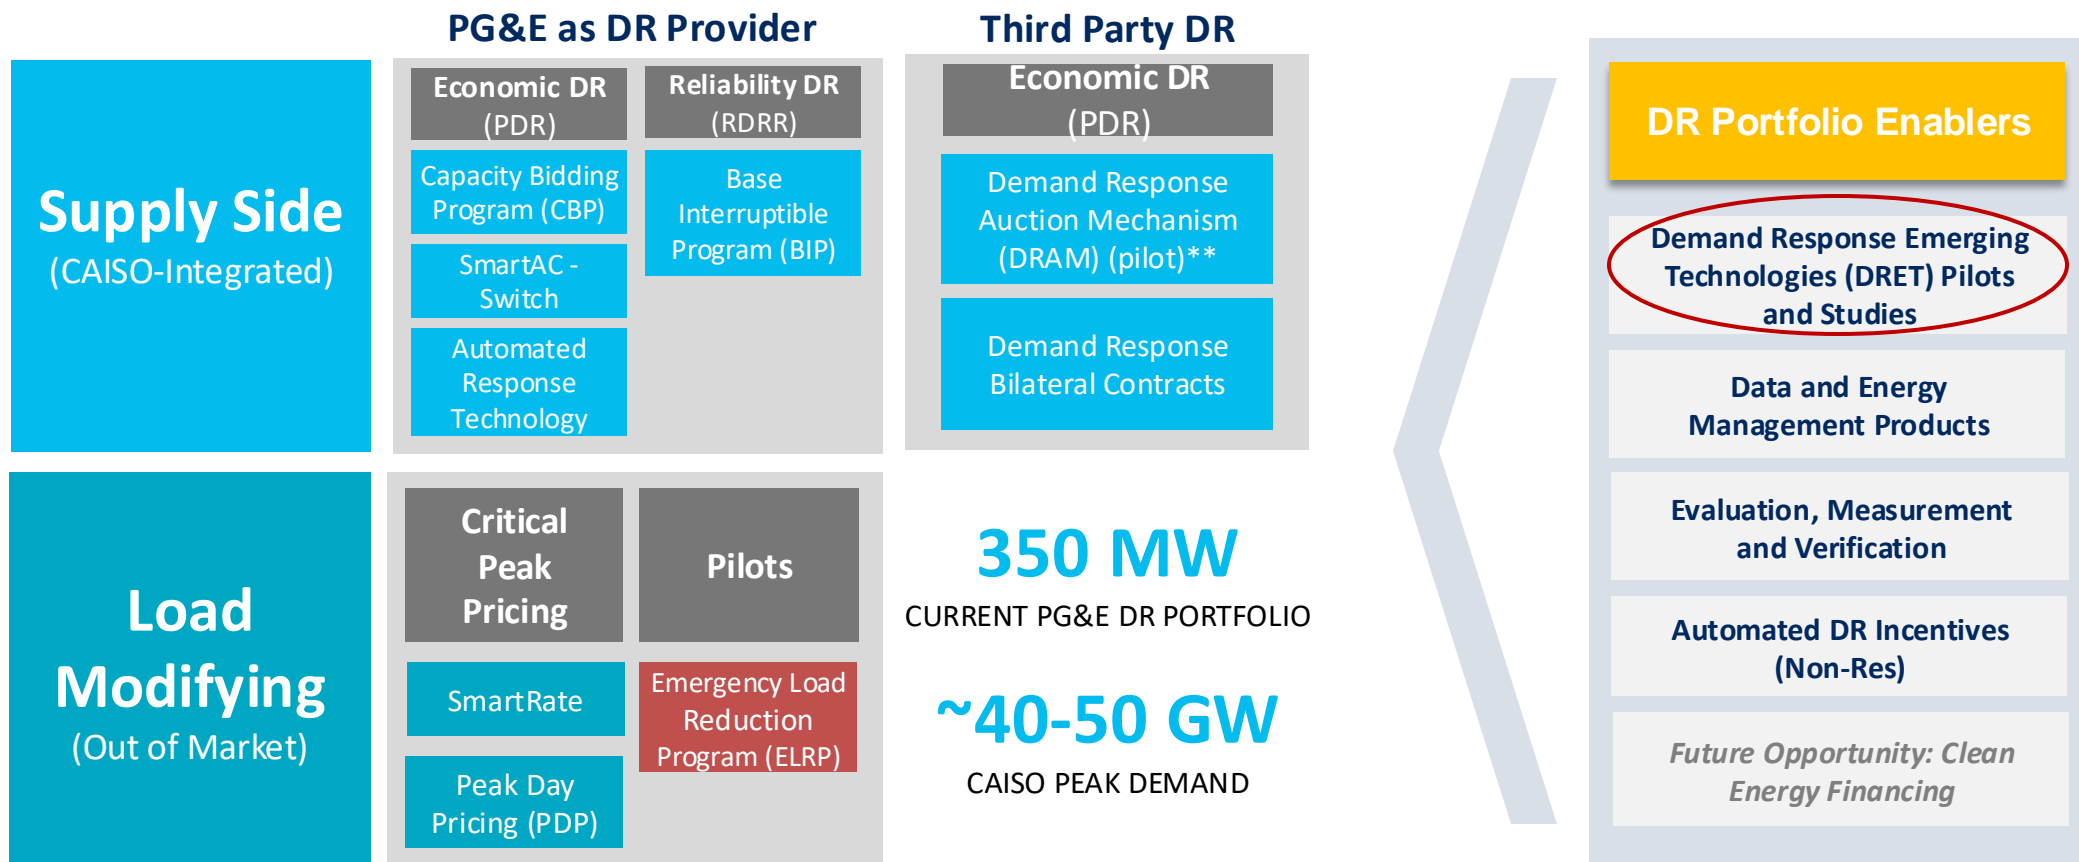 PG&E as DR Provider
Third Party DR
Supply Side
(CAISO-Integrated)
Economic DR
(PDR)
Capacity Bidding
Program (CBP)
SmartAC -
Switch
Automated
Response
Technology
Reliability DR
(RDRR)
Base
Interruptible
Program (BIP)
Economic DR
(PDR)
Demand Response
Auction Mechanism
(DRAM) (pilot)**
Demand Response
Bilateral Contracts
Load
Modifying
(Out of Market)
Critical
Peak
Pricing
SmartRate
Peak Day
Pricing (PDP)
Pilots
Emergency Load
Reduction
Program (ELRP)
350 MW
CURRENT PG&E DR PORTFOLIO
~40-50 GW
CAISO PEAK DEMAND
DR Portfolio Enablers
Demand Response Emerging
Technologies (DRET) Pilots
and Studies
Data and Energy
Management Products
Evaluation, Measurement
and Verification
Automated DR Incentives
(Non-Res)
Future Opportunity: Clean
Energy Financing